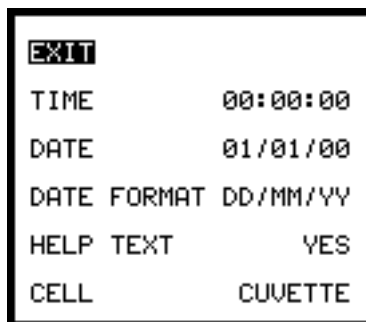 EXIT
TIME 00:00:00
DATE 01/01/00
DATE FORMAT DD/MM/YY
HELP TEXT YES
CELL CUVETTE